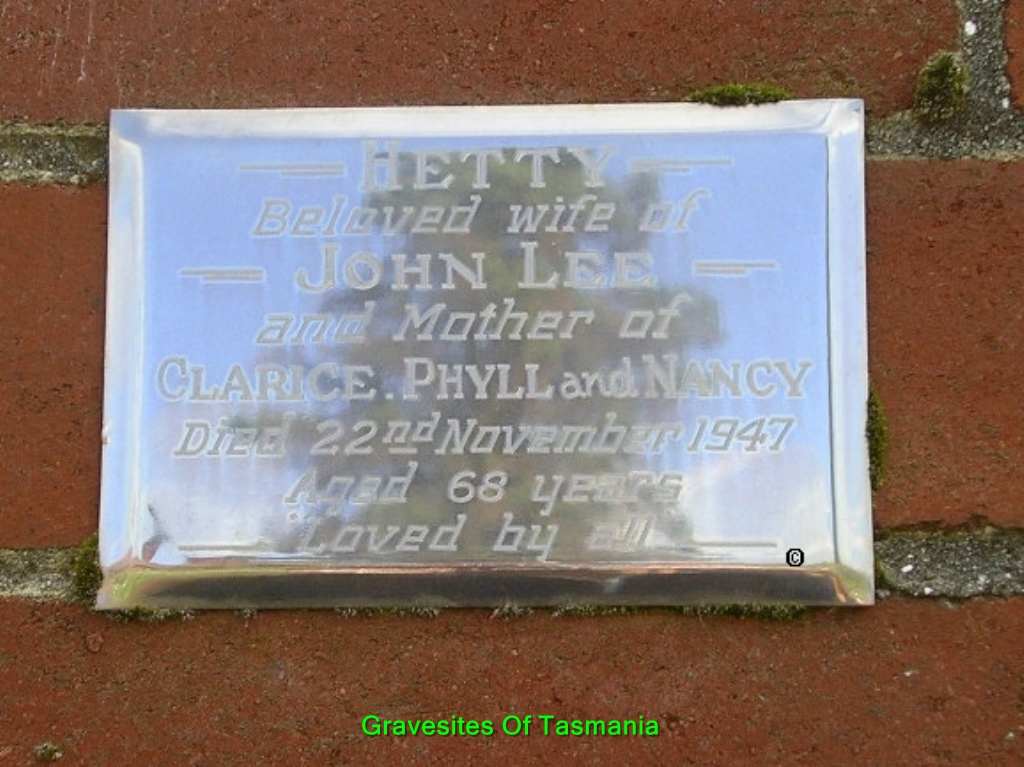 HETTY
Beloved wife of
JOHN LEE
and Mother of
CLARICE. PHYLL and NANCY
Died 22nd November 1947
Aged 68 years
Loved by all
©
Gravesites Of Tasmania